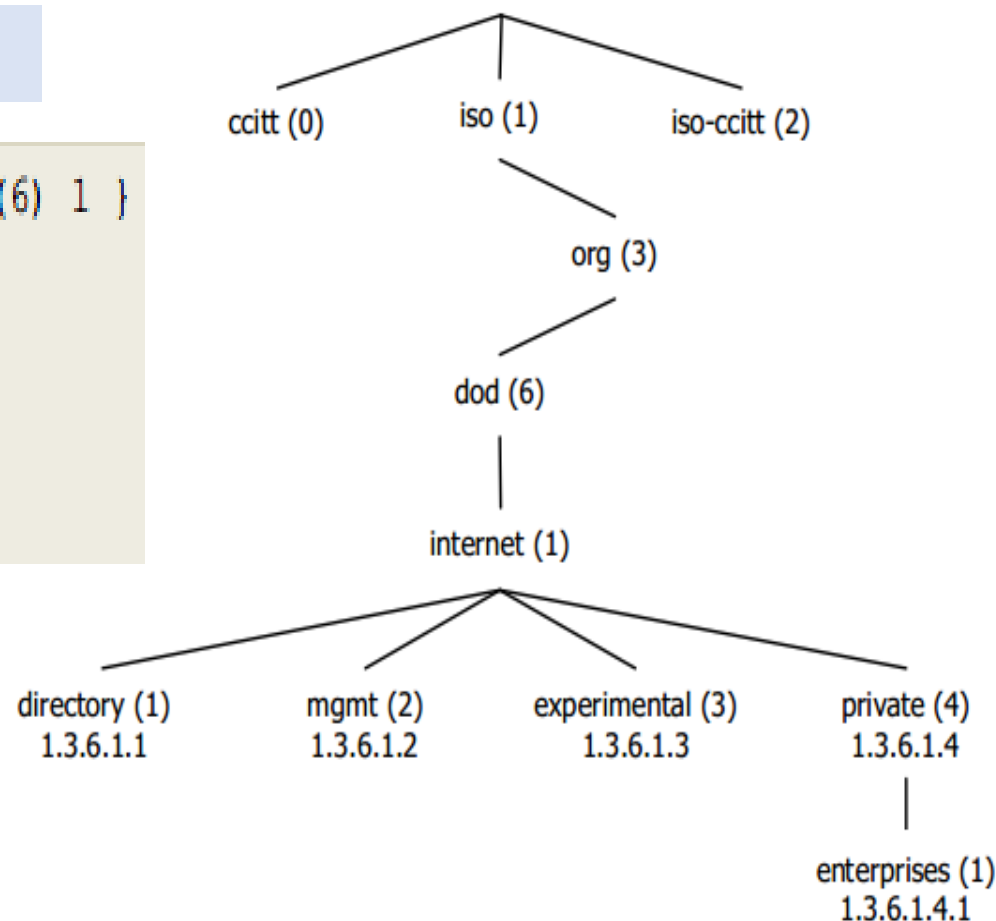 ccitt (0)
iso (1)
iso-ccitt (2)
(6) 1 }
org (3)
dod (6)
internet (1)
directory (1)
1.3.6.1.1
mgmt (2)
1.3.6.1.2
experimental (3)
1.3.6.1.3
private (4)
1.3.6.1.4
enterprises (1)
1.3.6.1.4.1